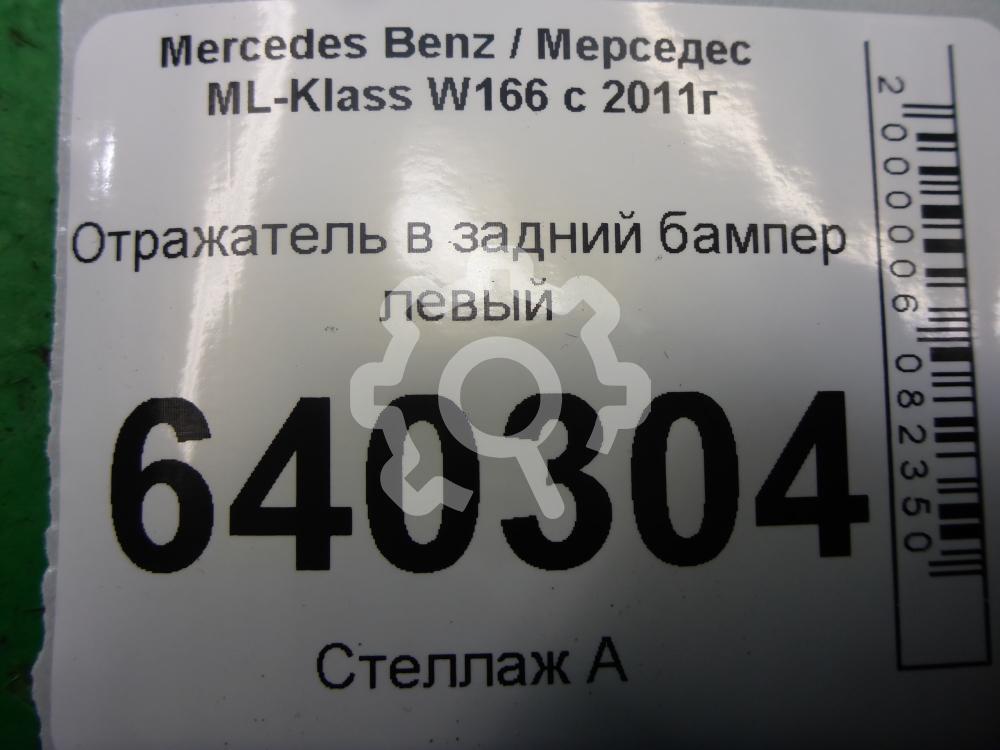 Mercedes Benz / Мерседес
ML-Klass W166 с 2011г
Отражатель в задний бампер
левый
640304
Стеллаж А
2000006082350